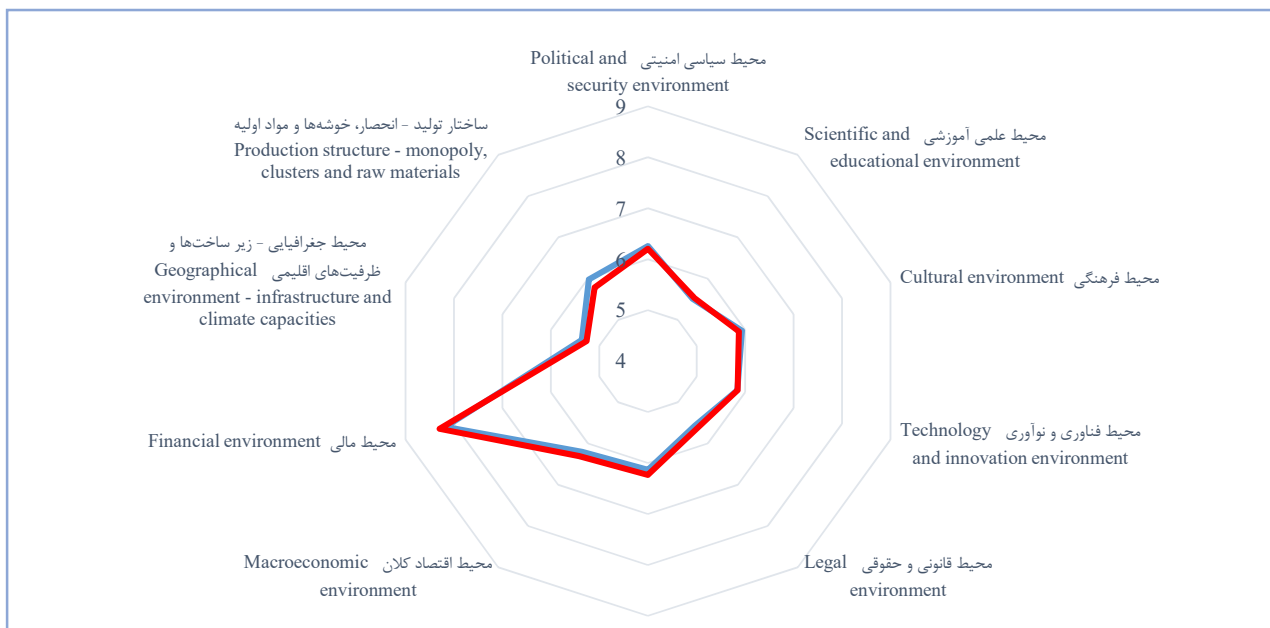 محیط سیاسی امنیتی Political and
security environment
محیط علمی آموزشی Scientific and
educational environment
محیط فرهنگی Cultural environment
محیط فناوری و نوآوری Technology
and innovation environment
محیط قانونی و حقوقی Legal
environment
محیط اقتصاد کلان Macroeconomic
environment
محیط مالی Financial environment
محیط جغرافیایی - زیر ساخت‌ها و
ظرفیت‌های اقلیمی Geographical
environment - infrastructure and
climate capacities
ساختار تولید - انحصار، خوشه‌ها و مواد اولیه
Production structure - monopoly,
clusters and raw materials
9
8
7
6
5
4